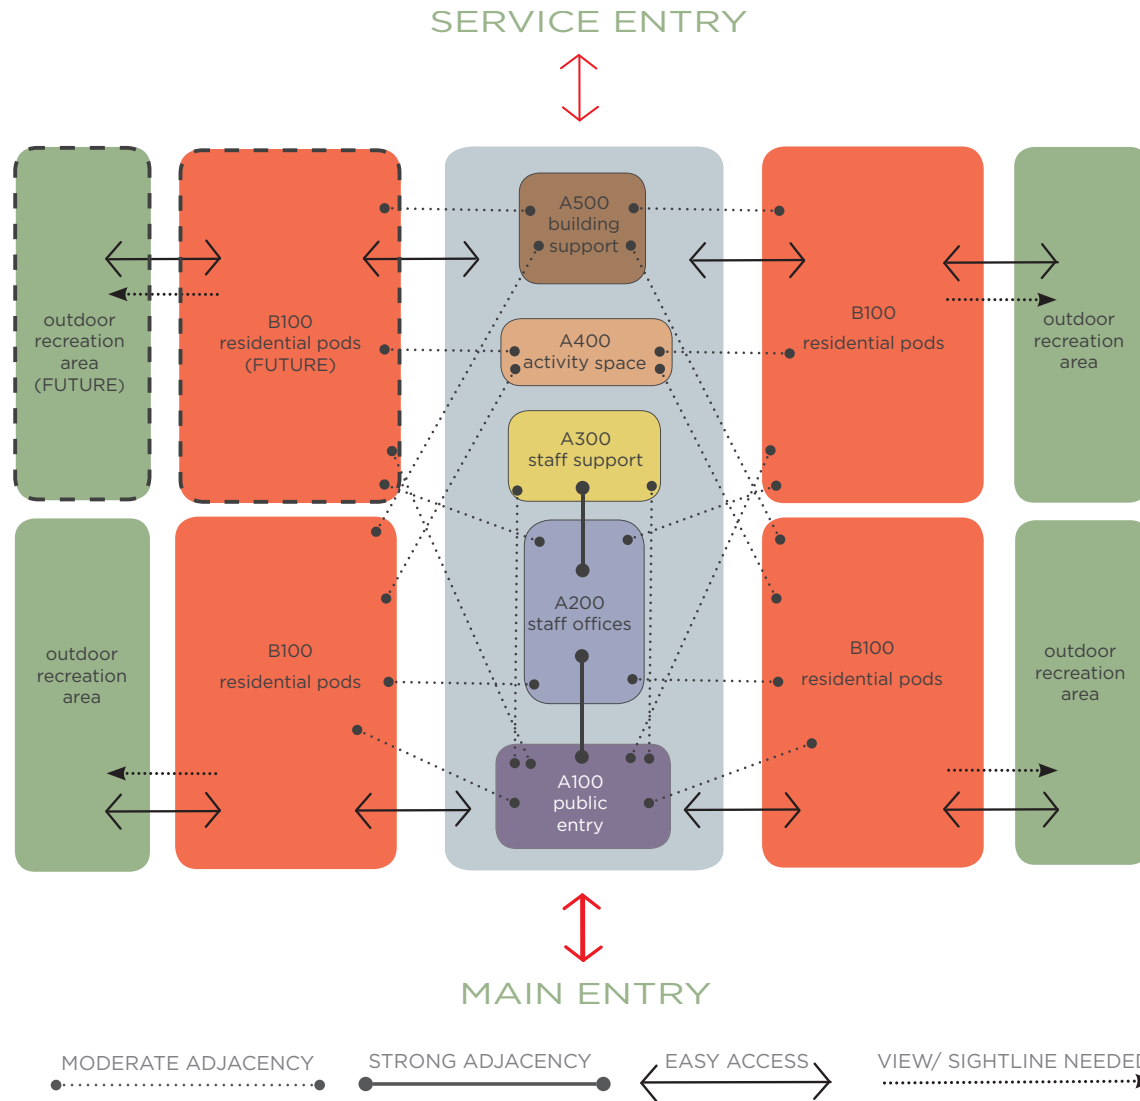 SERVICE ENTRY
A500
building
support
B100
residential pods
(FUTURE)
outdoor
recreation
area
(FUTURE)
A400
activity space
B100
residential pods
outdoor
recreation
area
A300
staff support
A200
staff offices
outdoor
recreation
area
B100
residential pods
B100
residential pods
outdoor
recreation
area
A100
public
entry
MAIN ENTRY
MODERATE ADJACENCY
STRONG ADJACENCY
EASY ACCESS
VIEW/ SIGHTLINE NEEDED